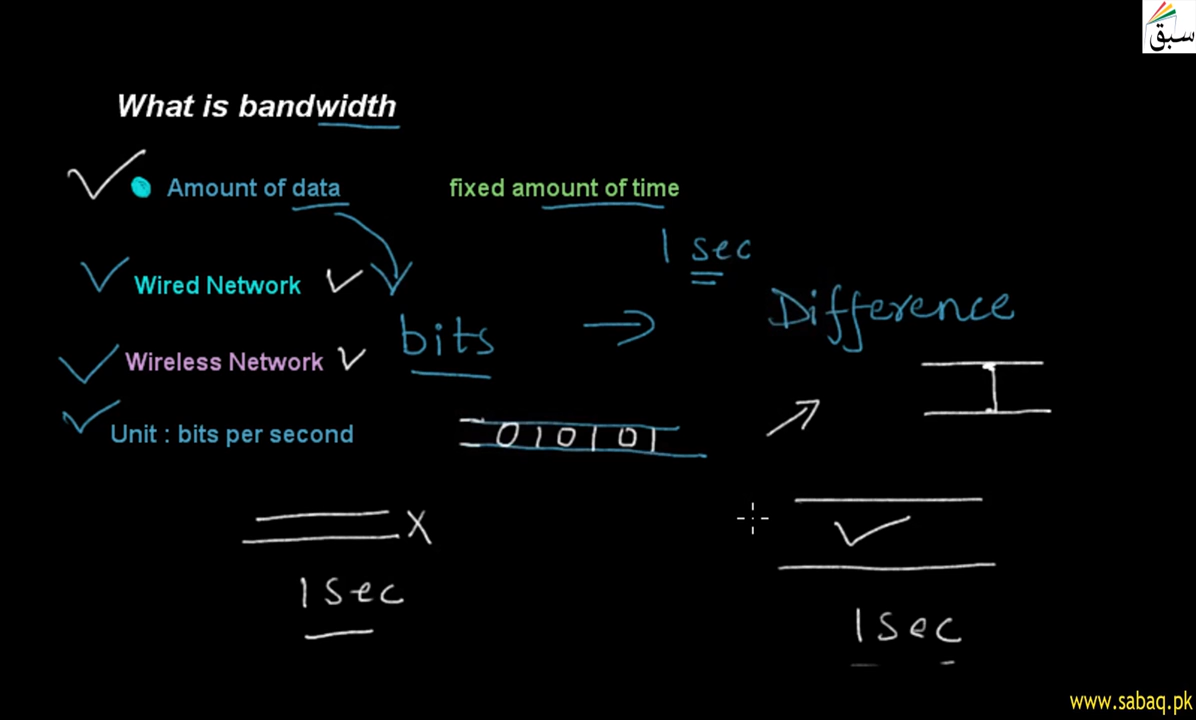 سبق
What is bandwidth
Amount of data fixed amount of time
1 sec
Wired Network
Difference
bits
Wireless Network
Unit : bits per second
010101
X
1 sec
1 sec
www.sabaq.pk